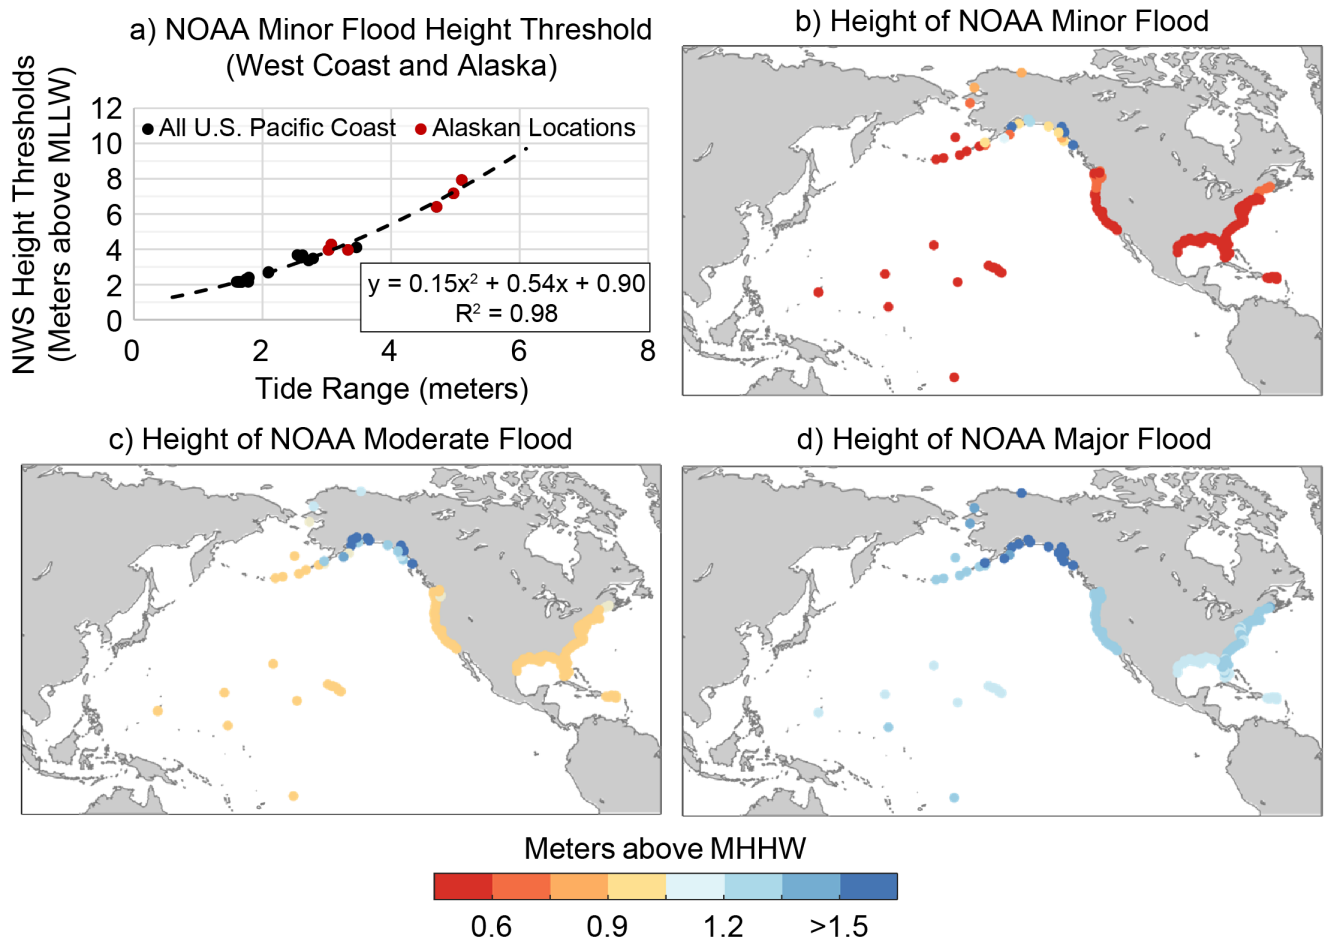 a) NOAA Minor Flood Height Threshold
(West Coast and Alaska)
NWS Height Thresholds
(Meters above MLLW)
12
10
8
6
4
2
0
All U.S. Pacific Coast
Alaskan Locations
y = 0.15x² + 0.54x + 0.90
R² = 0.98
0 2 4 6 8
Tide Range (meters)
b) Height of NOAA Minor Flood
c) Height of NOAA Moderate Flood
d) Height of NOAA Major Flood
Meters above MHHW
0.6 0.9 1.2 >1.5